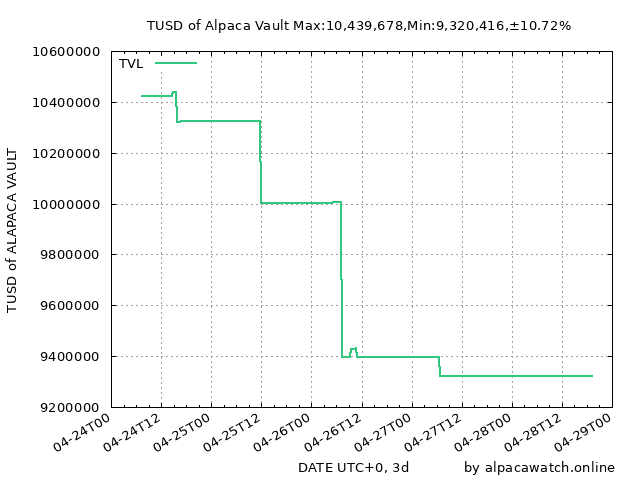 TUSD of Alpaca Vault Max:10,439,678,Min:9,320,416,±10.72%
TVL
10600000
10400000
10200000
10000000
9800000
9600000
9400000
9200000
TUSD of ALAPACA VAULT
04-24T00
04-24T12
04-25T00
04-25T12
04-26T00
04-26T12
04-27T00
04-27T12
04-28T00
04-28T12
04-29T00
DATE UTC+0, 3d
by alpacawatch.online